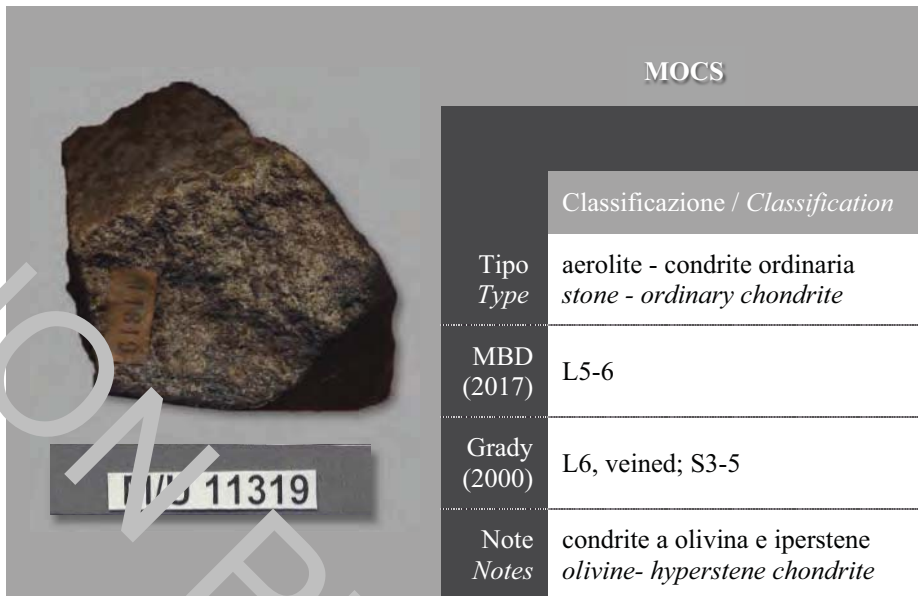 MOCS
Classificazione / Classification
Tipo
Type
aerolite - condrite ordinaria
stone - ordinary chondrite
MBD
(2017)
L5-6
Grady
(2000)
L6, veined; S3-5
Note
Notes
condrite a olivina e iperstene
olivine- hyperstene chondrite
11319